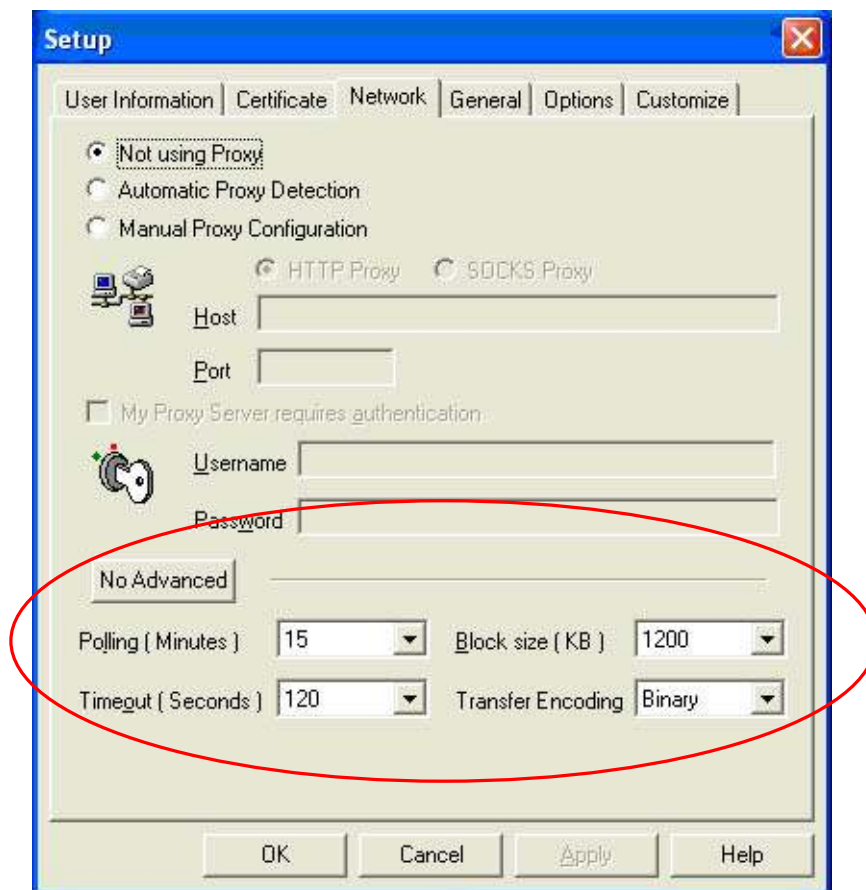 Setup
User Information Certificate Network General Options Customize
Not using Proxy
Automatic Proxy Detection
Manual Proxy Configuration
HTTP Proxy SOCKS Proxy
Host
Port
My Proxy Server requires authentication
Username
Password
No Advanced
Polling ( Minutes ) 15 Block size ( KB ) 1200
Timeout ( Seconds ) 120 Transfer Encoding Binary
OK Cancel Apply Help